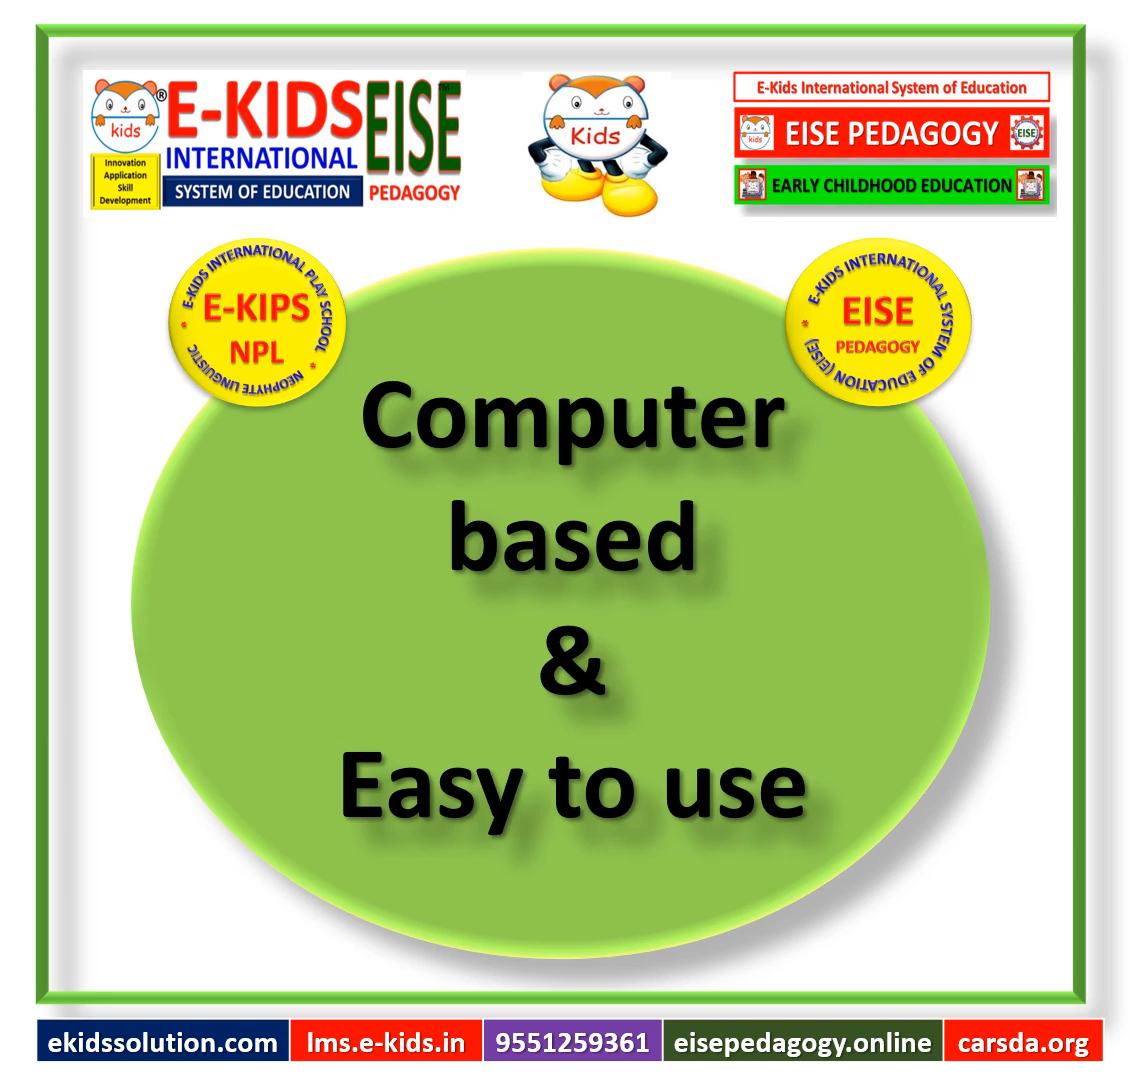 E-KIDS EISE
®
™
kids
INTERNATIONAL
Innovation
Application
Skill
Development
SYSTEM OF EDUCATION
PEDAGOGY
Kids
E-Kids International System of Education
kids
EISE PEDAGOGY
EISE
EARLY CHILDHOOD EDUCATION
E-KIDS INTERNATIONAL PLAY SCHOOL
E-KIPS
NPL
* NEOPHYTE LINGUISTIC *
E-KIDS INTERNATIONAL SYSTEM OF EDUCATION (EISE) *
EISE
PEDAGOGY
Computer
based
&
Easy to use
ekidssolution.com lms.e-kids.in 9551259361 eisepedagogy.online carsda.org